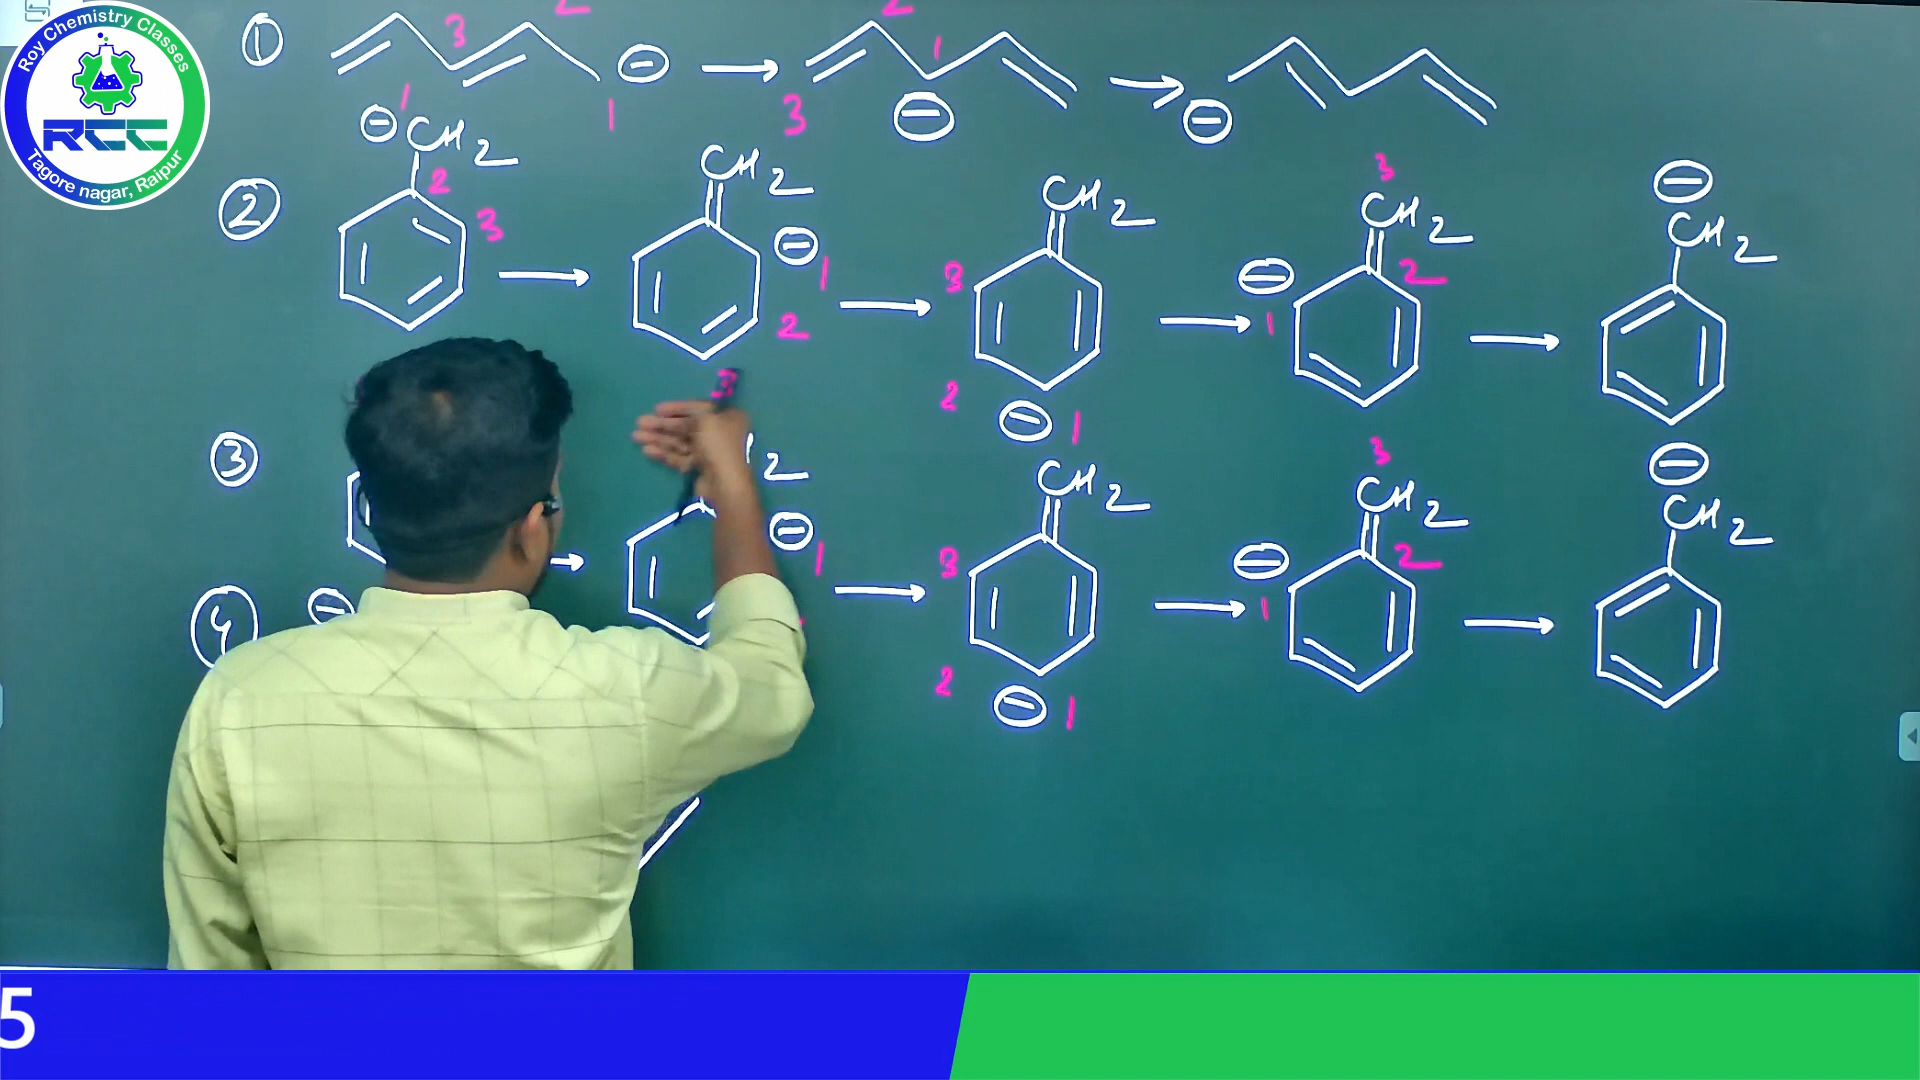 Roy Chemistry Classes
RCC
Tagore nagar, Raipur
① 3 2 ⊖ → 2 1 ⊖ → ⊖
1 3
② ⊖ CH2 → CH2 ⊖ → CH2 ⊖ → ⊖ CH2 → ⊖ CH2
1 2 3
1 2 3
3 2 1
3 2 1
③ → 2 ⊖ → CH2 ⊖ → ⊖ CH2 → ⊖ CH2
1
3 2 1
3 2 1
④ ⊖
5